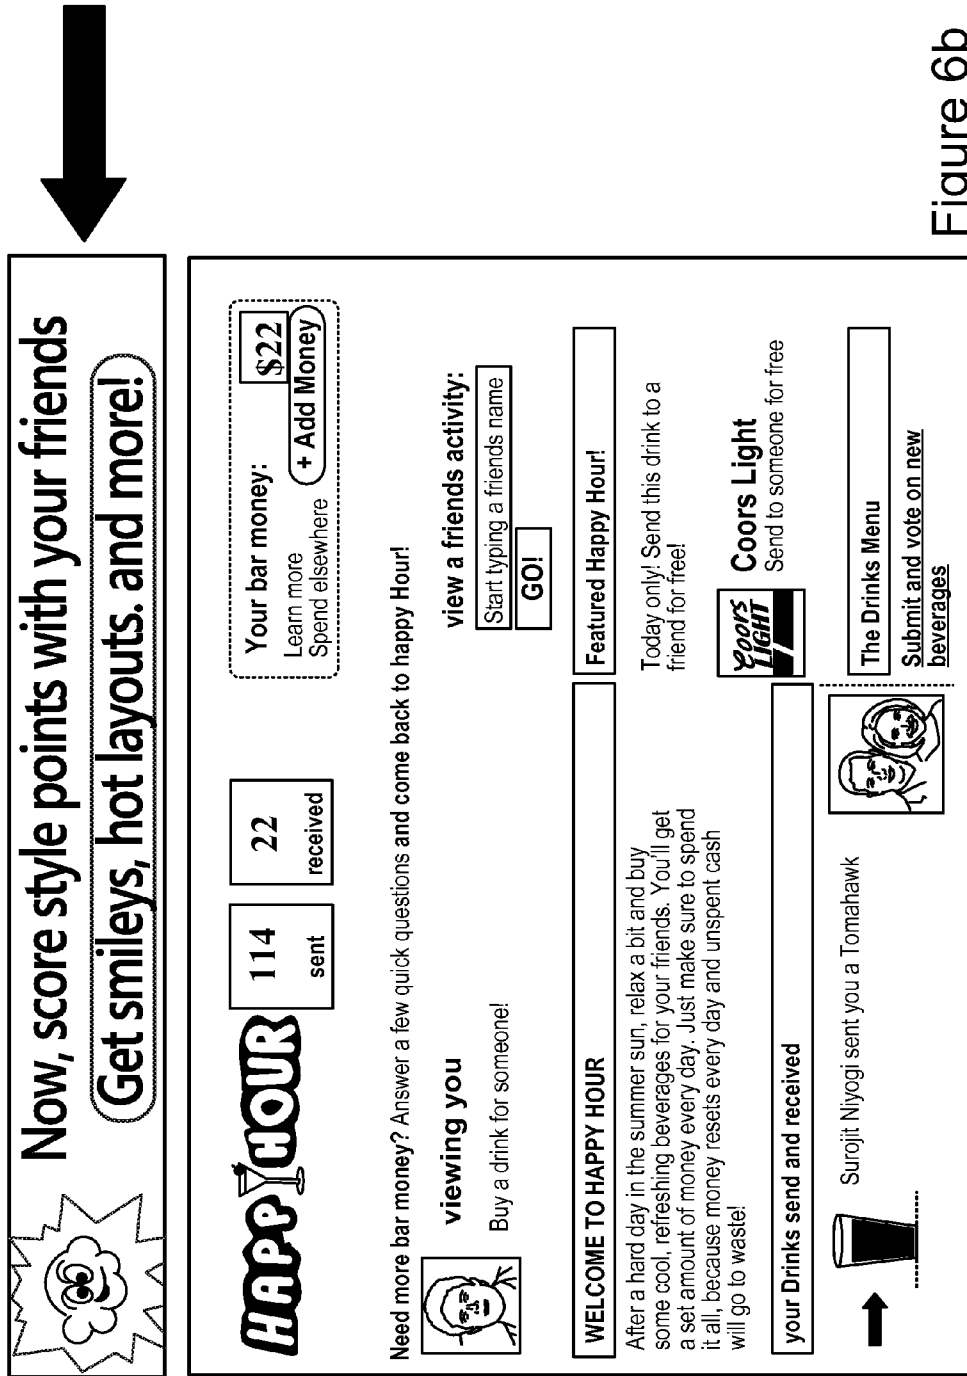 Now, score style points with your friends
Get smileys, hot layouts. and more!
HAPPY HOUR
114
sent
22
received
Your bar money:
$22
Learn more
Spend elsewhere
+ Add Money
Need more bar money? Answer a few quick questions and come back to happy Hour!
viewing you
Buy a drink for someone!
view a friends activity:
Start typing a friends name
GO!
WELCOME TO HAPPY HOUR
After a hard day in the summer sun, relax a bit and buy
some cool, refreshing beverages for your friends. You'll get
a set amount of money every day. Just make sure to spend
it all, because money resets every day and unspent cash
will go to waste!
Featured Happy Hour!
Today only! Send this drink to a
friend for free!
Coors
LIGHT
Coors Light
Send to someone for free
your Drinks send and received
Surojit Niyogi sent you a Tomahawk
The Drinks Menu
Submit and vote on new
beverages
Figure 6b